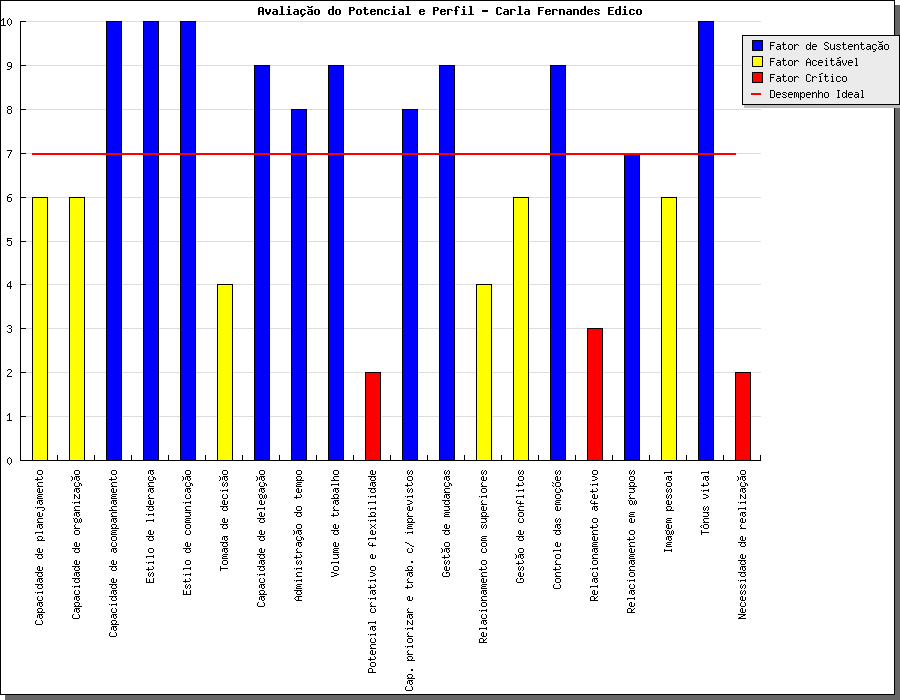 Avaliação do Potencial e Perfil - Carla Fernandes Edico
Fator de Sustentação
Fator Aceitável
Fator Crítico
Desempenho Ideal
10
9
8
7
6
5
4
3
2
1
0
Capacidade de planejamento
Capacidade de organização
Capacidade de acompanhamento
Estilo de liderança
Estilo de comunicação
Tomada de decisão
Capacidade de delegação
Administração do tempo
Volume de trabalho
Potencial criativo e flexibilidade
Cap. priorizar e trab. c/ imprevistos
Gestão de mudanças
Relacionamento com superiores
Gestão de conflitos
Controle das emoções
Relacionamento afetivo
Relacionamento em grupos
Imagem pessoal
Tônus vital
Necessidade de realização